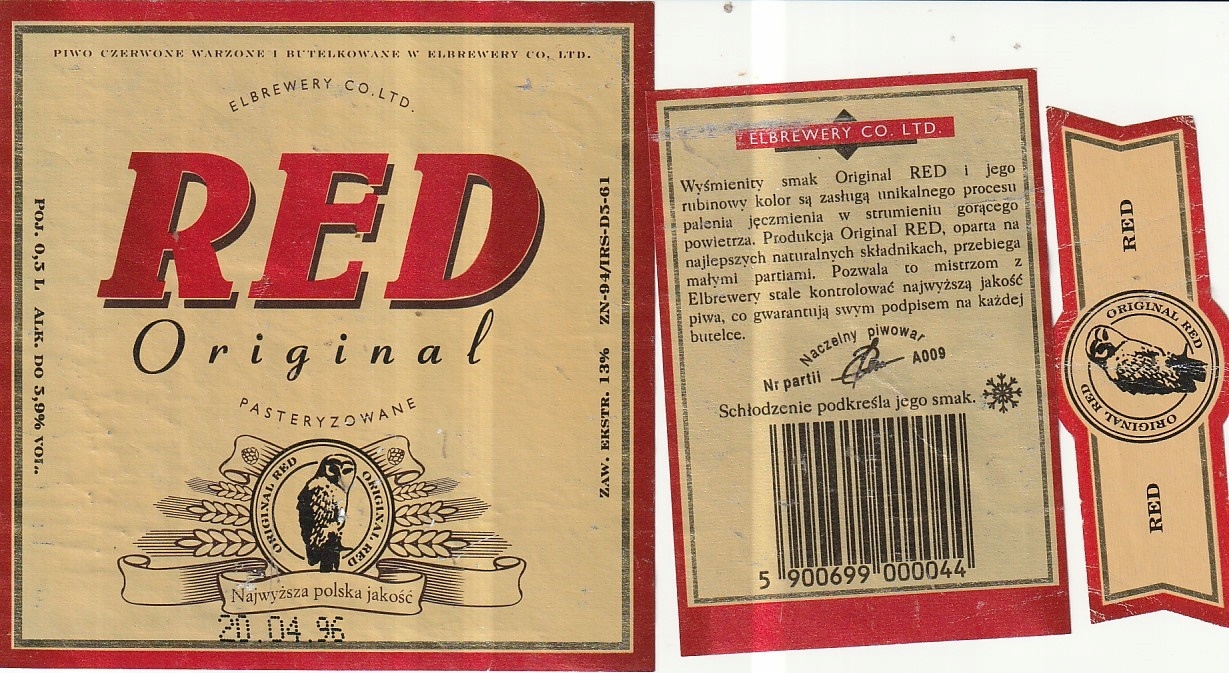 PIWO CZERWONE WARZONE I BUTELKOWANE W ELBREWERY CO, LTD.
ELBREWERY CO.LTD.
RED
Original
PASTERYZOWANE
POJ. 0,5 L ALK. DO 5,9% VOL.
ZAW. EKSTR. 13% ZN-94/IRS-D5-61
ORIGINAL RED
ORIGINAL RED
Najwyższa polska jakość
20.04.96
ELBREWERY CO. LTD.
Wyśmienity smak Original RED i jego
rubinowy kolor są zasługą unikalnego procesu
palenia jęczmienia w strumieniu gorącego
powietrza. Produkcja Original RED, oparta na
najlepszych naturalnych składnikach, przebiega
małymi partiami. Pozwala to mistrzom z
Elbrewery stale kontrolować najwyższą jakość
piwa, co gwarantują swym podpisem na każdej
butelce.
Naczelny piwowar
Nr partii A009
Schłodzenie podkreśla jego smak.
5 900699 000044
RED
ORIGINAL RED
ORIGINAL RED
RED